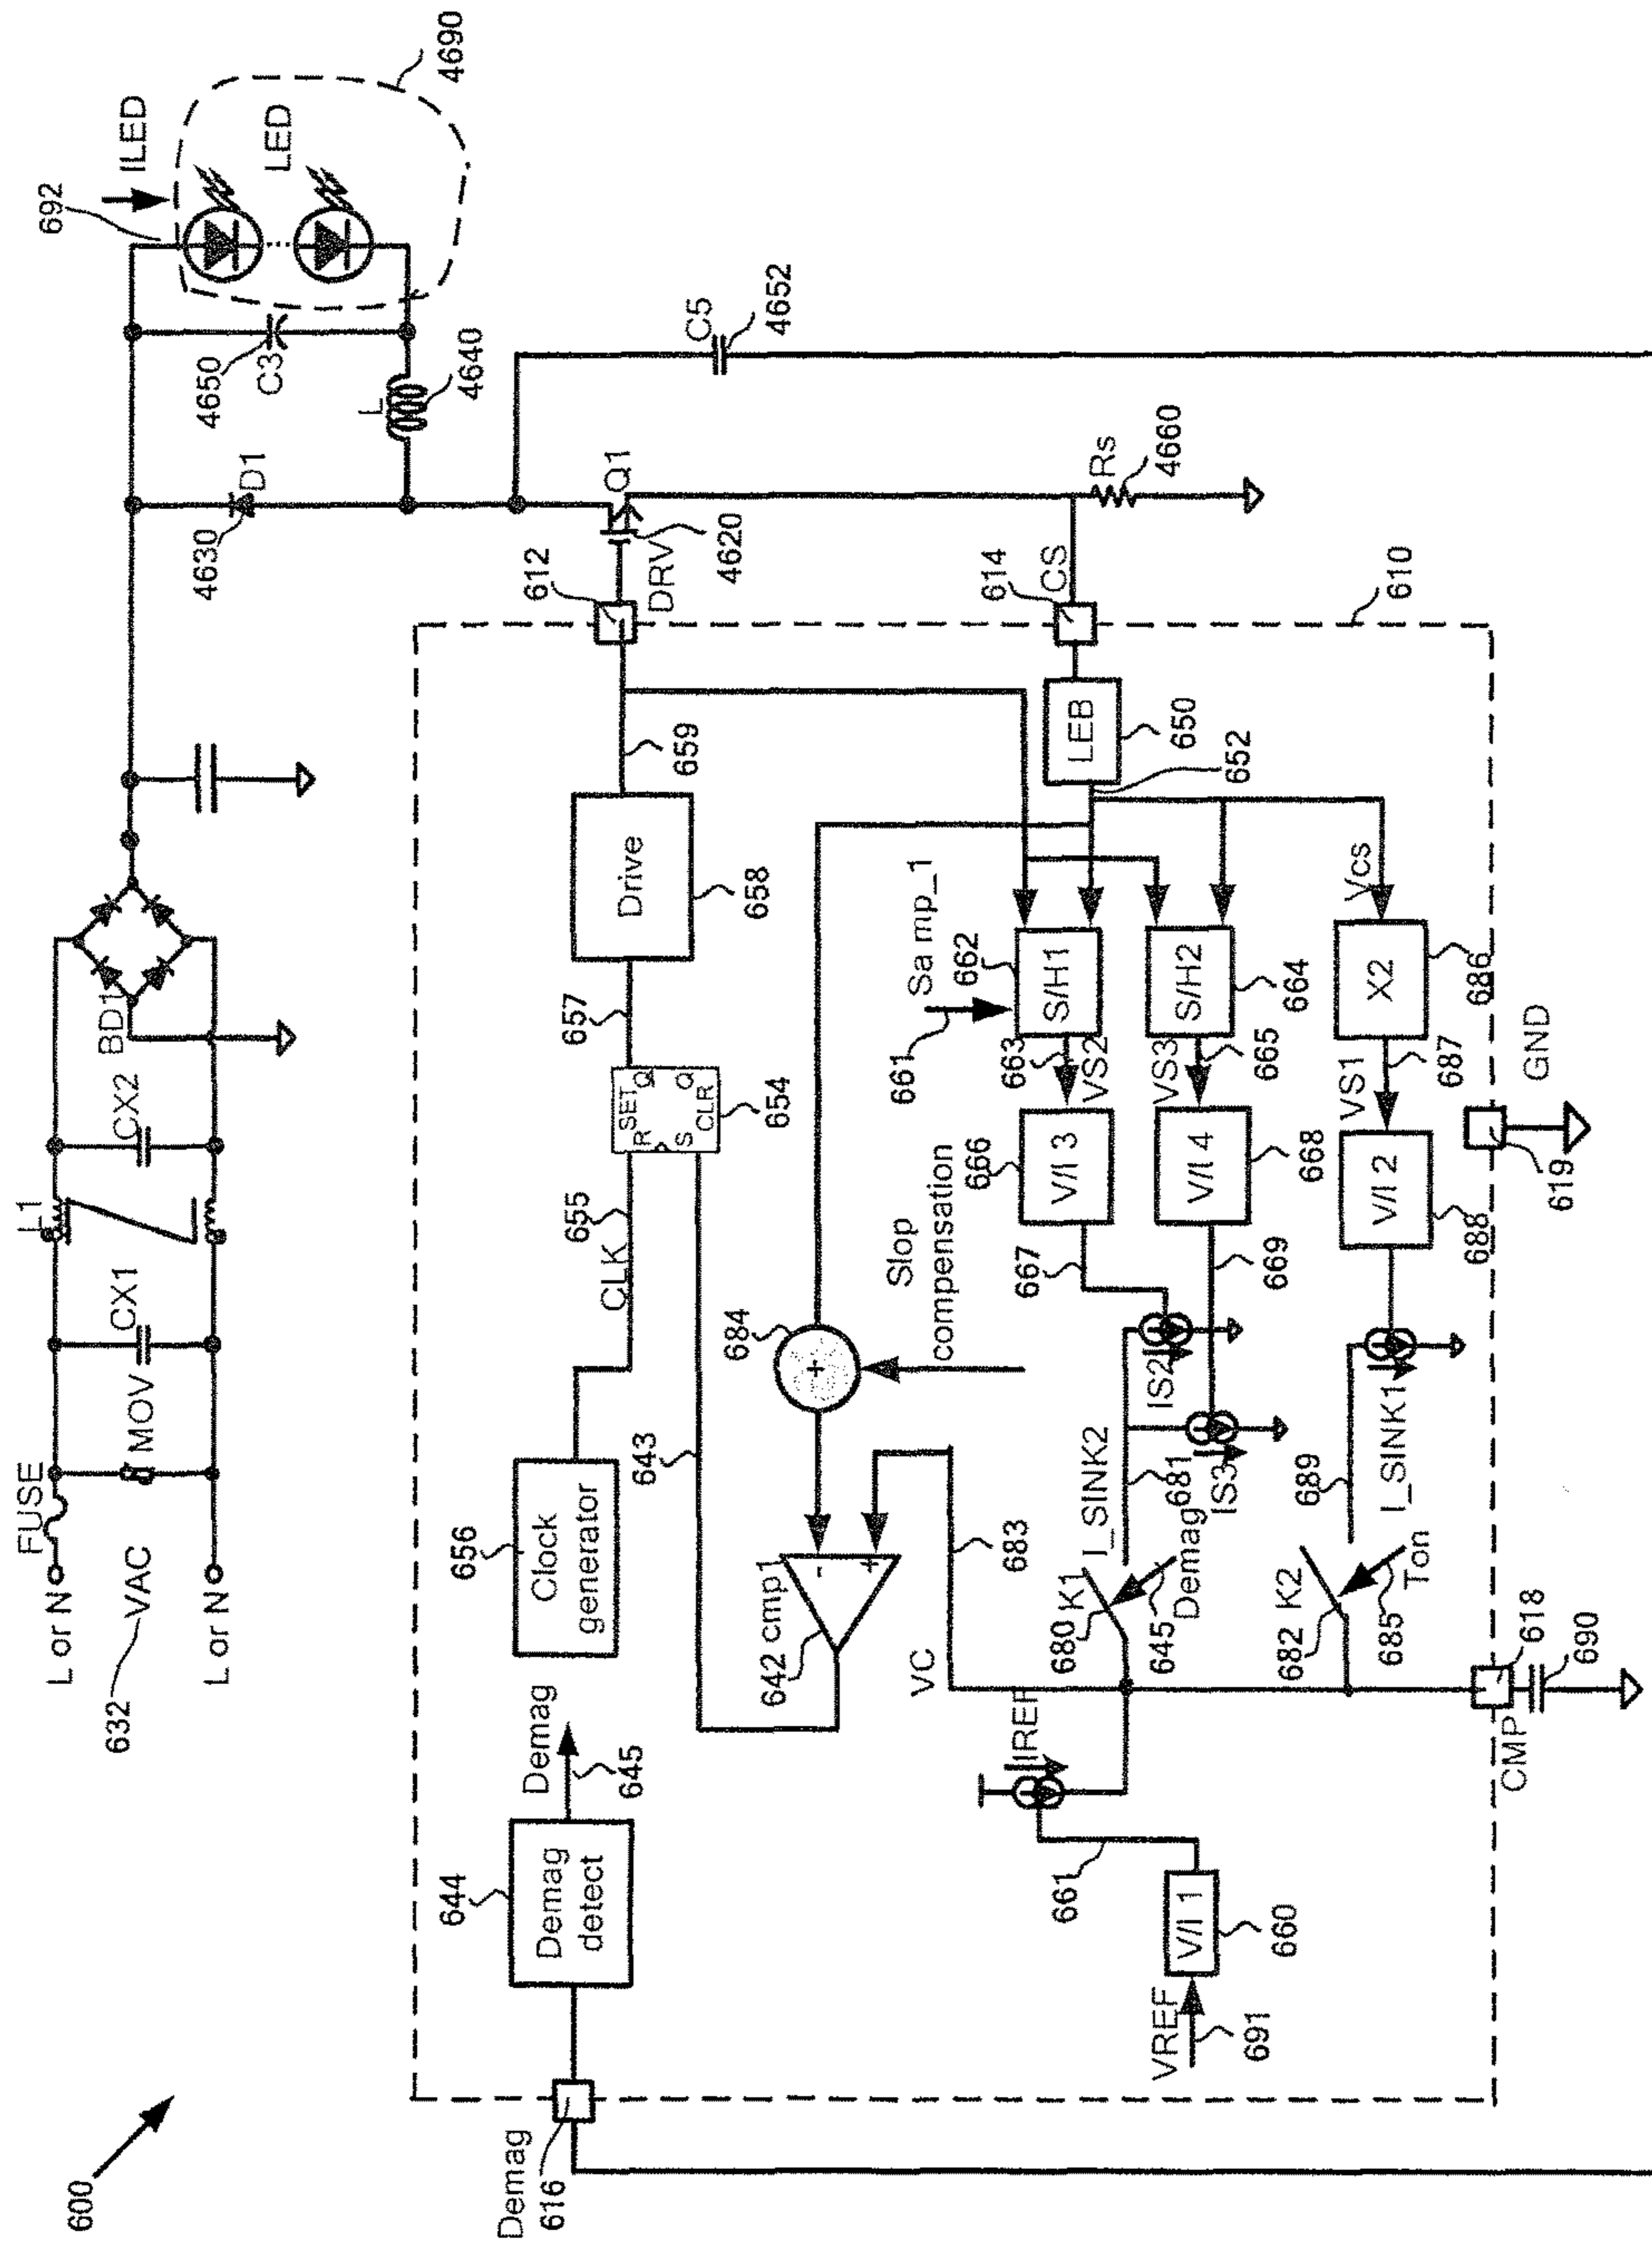 600
FUSE
L or N
632
VAC
L or N
MOV
CX1
L1
CX2
BD1
4630
D1
4650
C3
L
4640
692
ILED
LED
4690
C5
4652
Q1
4620
DRV
612
614
CS
Rs
4660
610
Demag
616
644
Demag
detect
Demag
645
656
Clock
generator
CLK
655
SET
Q
R
S
Q
CLR
654
657
Drive
658
659
LEB
650
652
643
642
cmp1
-
+
684
+
Slop
compensation
683
VC
Sa mp_1
661
662
S/H1
S/H2
664
Vcs
X2
686
663
VS2
VS3
665
VS1
687
666
V/I 3
V/I 4
668
V/I 2
688
667
669
IS2
IS3
I_SINK2
681
I_SINK1
689
680
K1
645
Demag
682
K2
685
Ton
IREF
661
V/I 1
660
VREF
691
CMP
618
690
619
GND